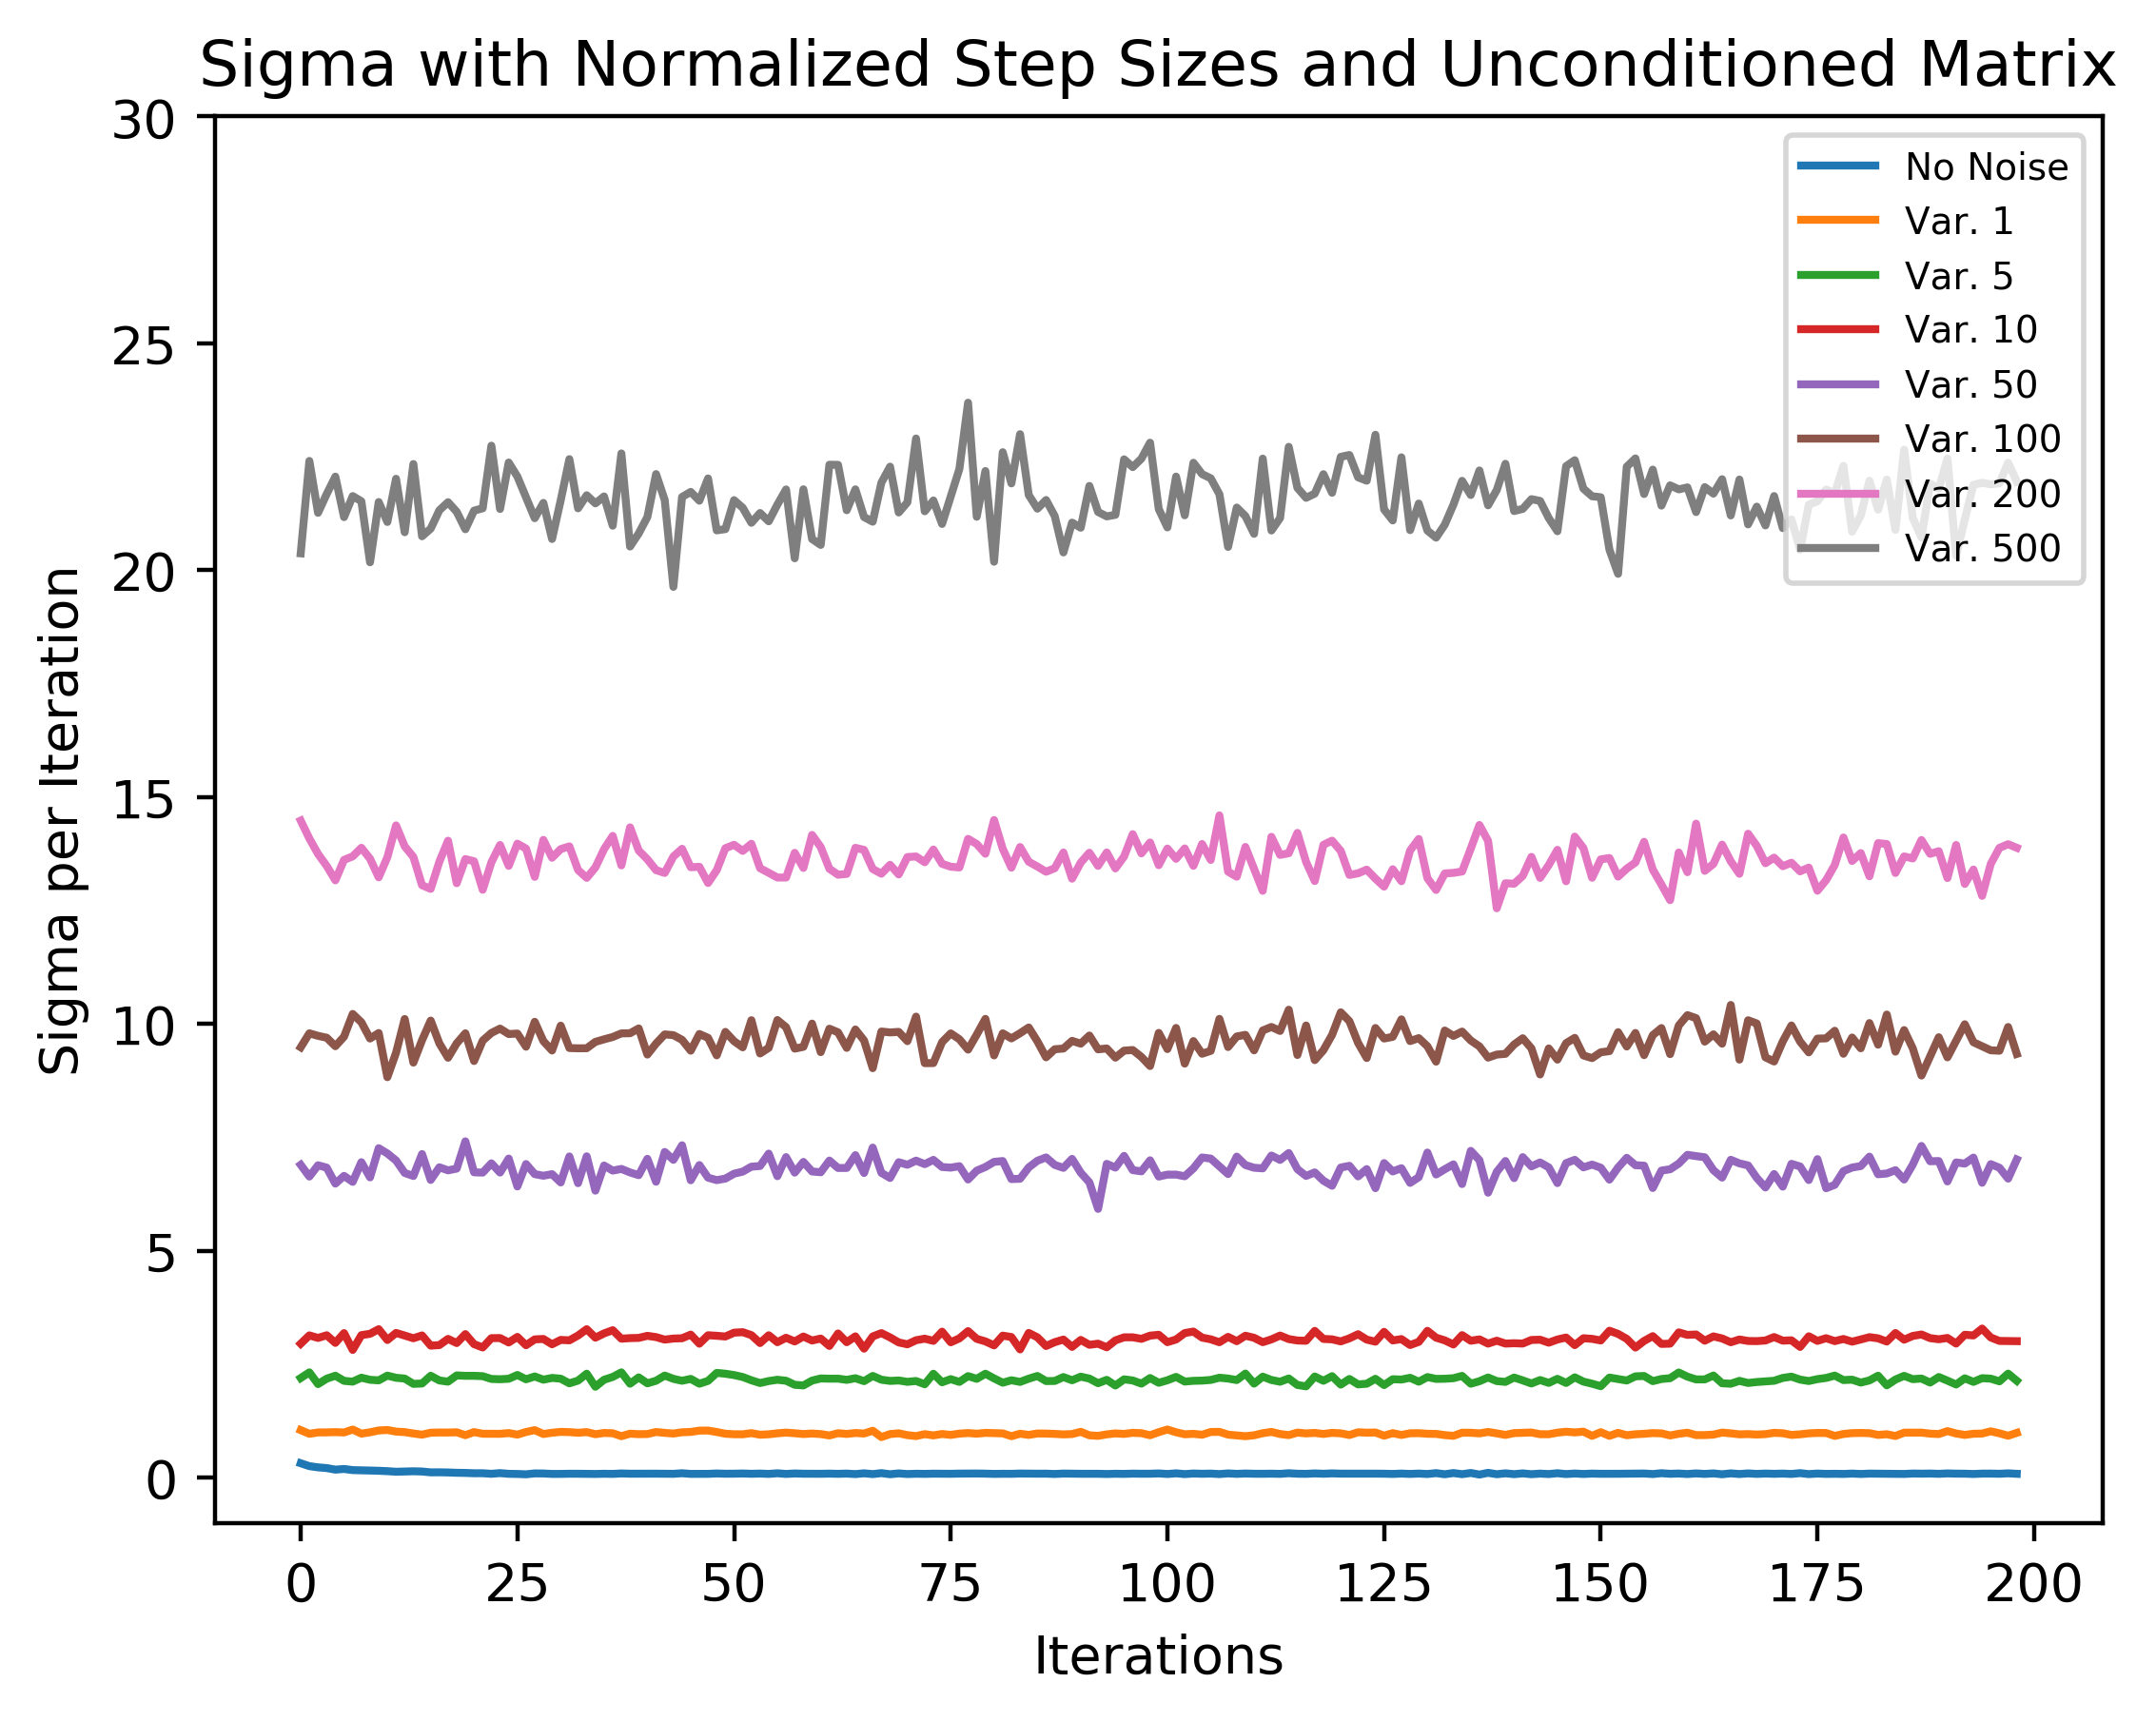 Sigma with Normalized Step Sizes and Unconditioned Matrix
30
25
20
15
10
5
0
Sigma per Iteration
No Noise
Var. 1
Var. 5
Var. 10
Var. 50
Var. 100
Var. 200
Var. 500
0 25 50 75 100 125 150 175 200
Iterations